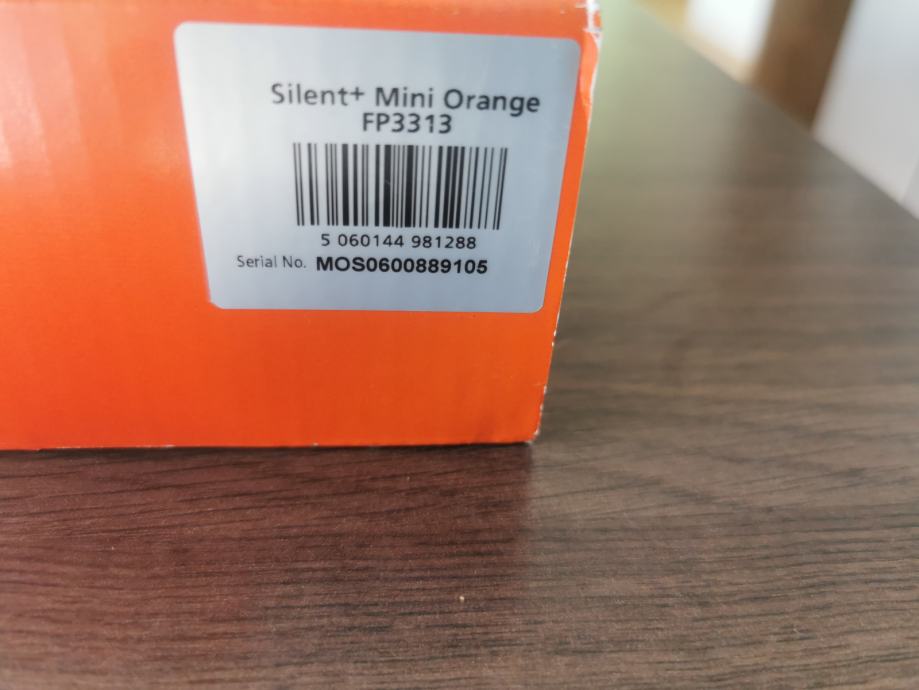 Silent+ Mini Orange
FP3313
5 060144 981288
Serial No. MOS0600889105